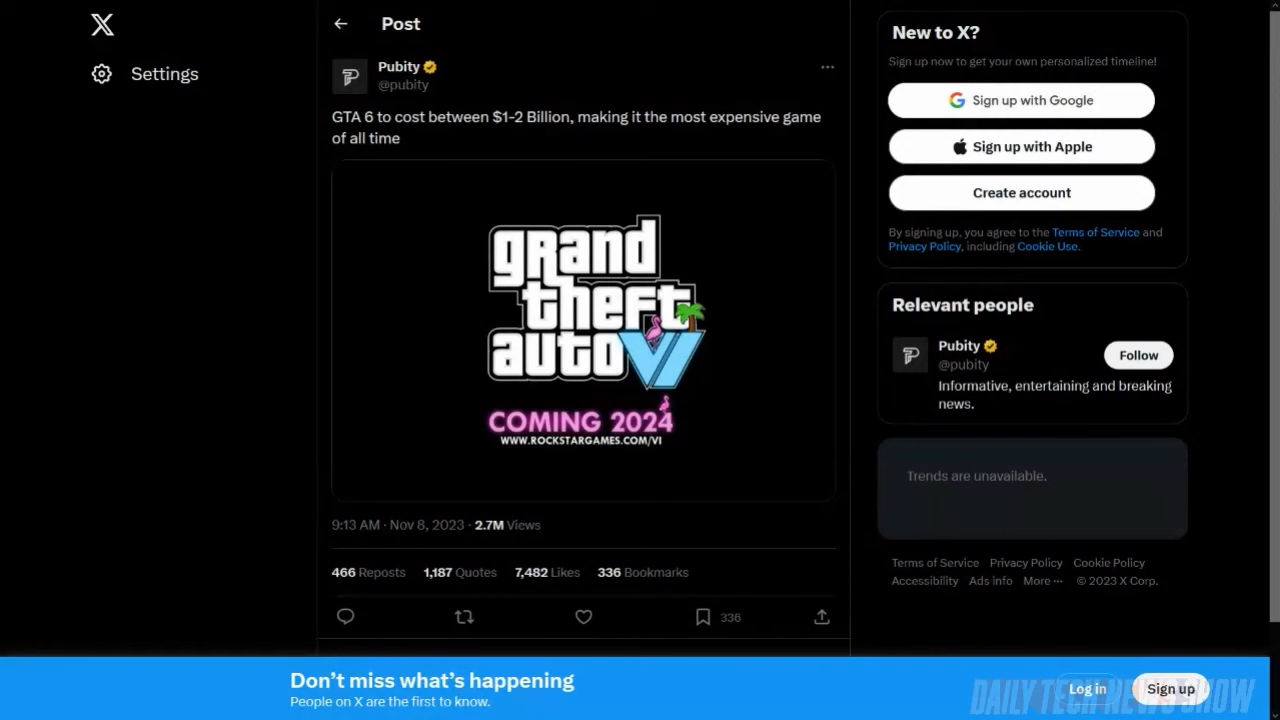 Post
Settings
Pubity
@pubity
GTA 6 to cost between $1-2 Billion, making it the most expensive game
of all time
grand
theft
auto VI
COMING 2024
WWW.ROCKSTARGAMES.COM/VI
9:13 AM · Nov 8, 2023 · 2.7M Views
466 Reposts 1,187 Quotes 7,482 Likes 336 Bookmarks
336
New to X?
Sign up now to get your own personalized timeline!
Sign up with Google
Sign up with Apple
Create account
By signing up, you agree to the Terms of Service and
Privacy Policy, including Cookie Use.
Relevant people
Pubity
@pubity
Follow
Informative, entertaining and breaking
news.
Trends are unavailable.
Terms of Service Privacy Policy Cookie Policy
Accessibility Ads info More ··· © 2023 X Corp.
Don’t miss what’s happening
People on X are the first to know.
Log in
Sign up
DAILY TECH NEWS SHOW